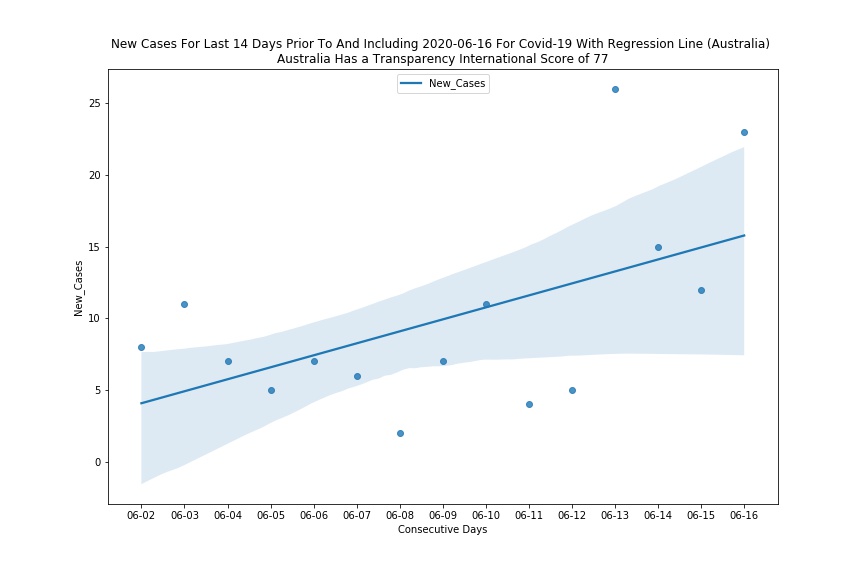 New Cases For Last 14 Days Prior To And Including 2020-06-16 For Covid-19 With Regression Line (Australia)
Australia Has a Transparency International Score of 77
New_Cases
25
20
15
10
5
0
New_Cases
06-02 06-03 06-04 06-05 06-06 06-07 06-08 06-09 06-10 06-11 06-12 06-13 06-14 06-15 06-16
Consecutive Days